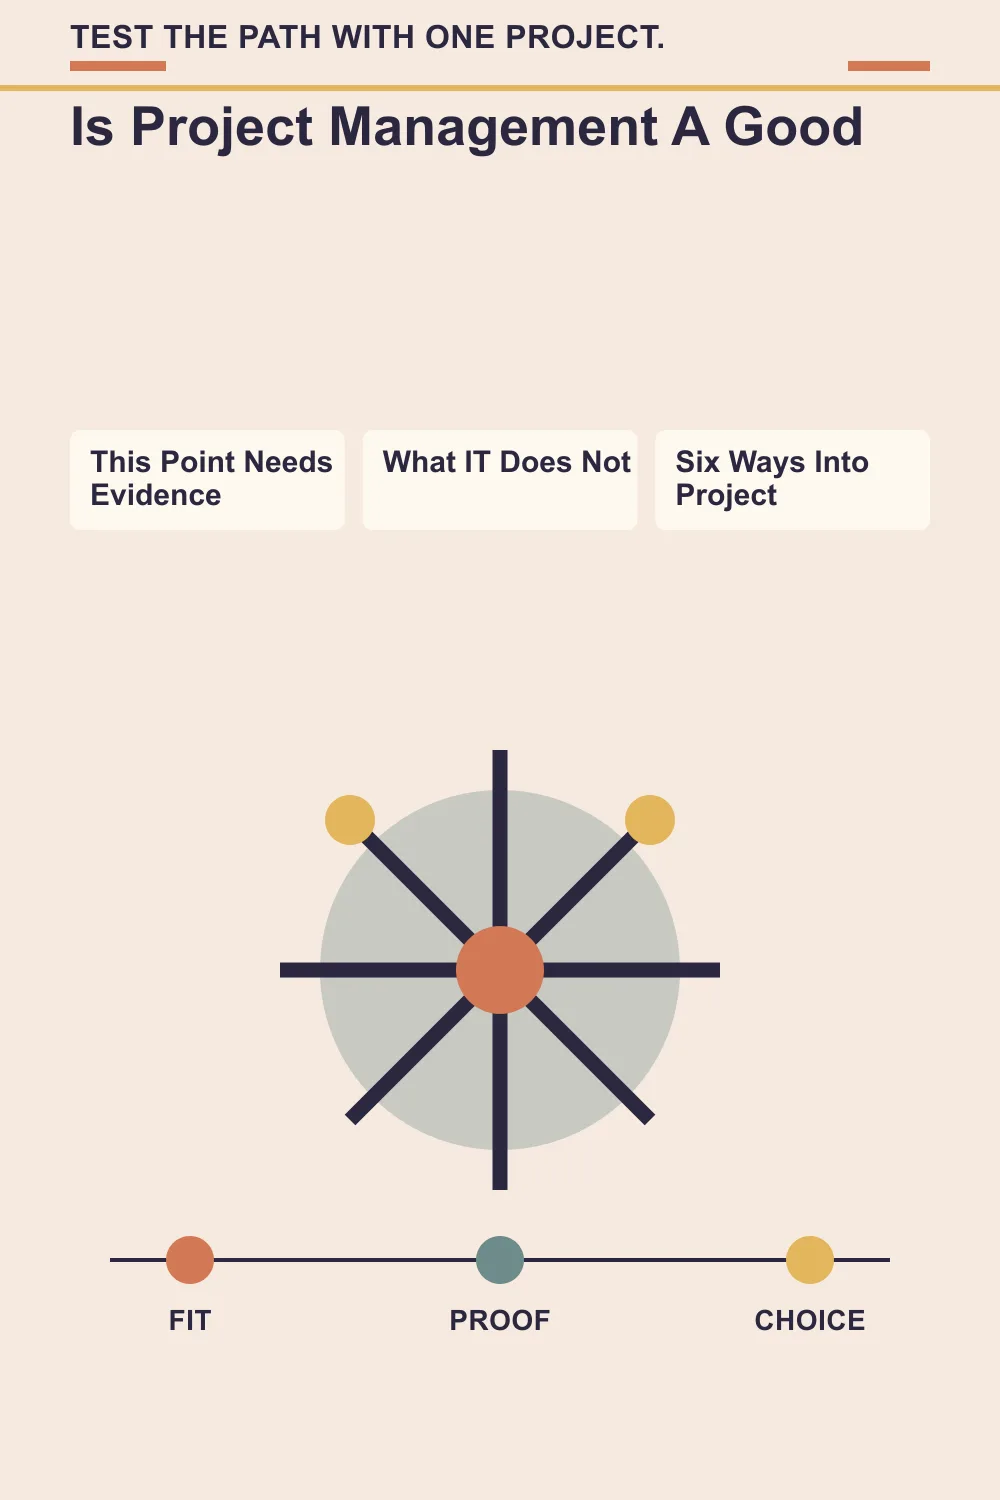 TEST THE PATH WITH ONE PROJECT.
Is Project Management A Good
This Point Needs
Evidence
What IT Does Not
Six Ways Into
Project
FIT
PROOF
CHOICE